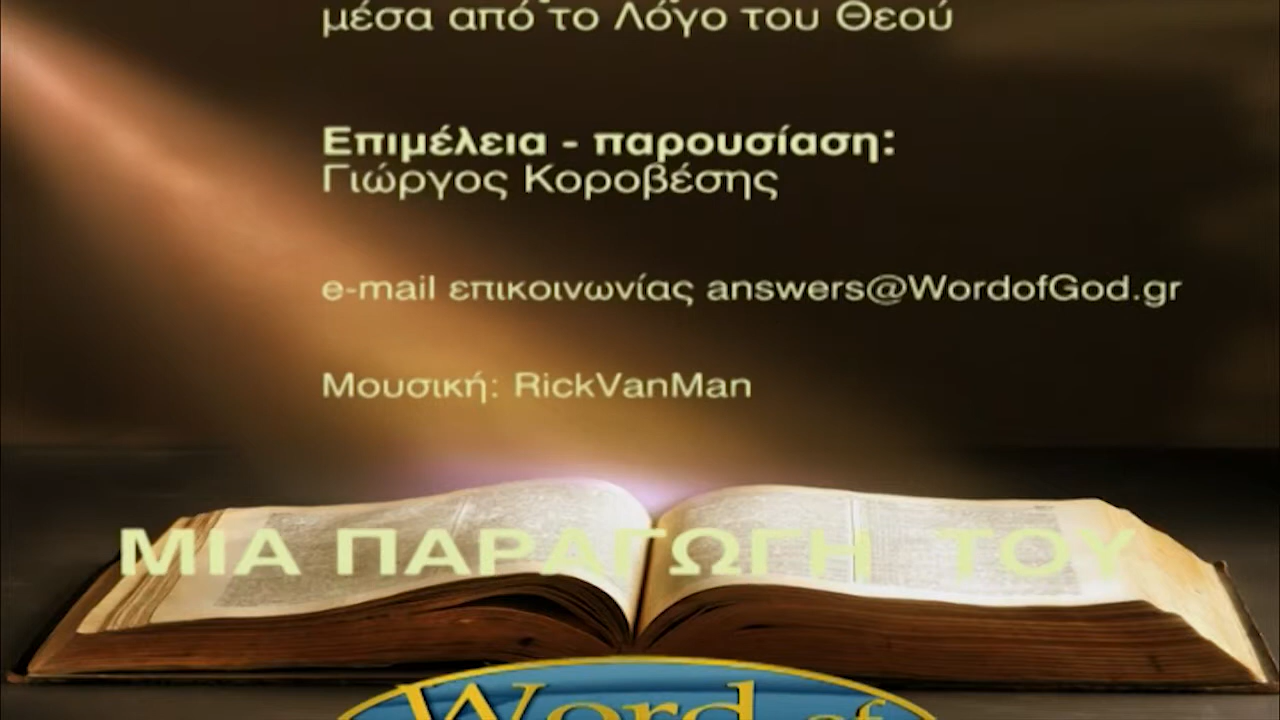 μέσα από το Λόγο του Θεού
Επιμέλεια - παρουσίαση:
Γιώργος Κοροβέσης
e-mail επικοινωνίας answers@WordofGod.gr
Μουσική: RickVanMan
ΜΙΑ ΠΑΡΑΓΩΓΗ ΤΟΥ
Word of